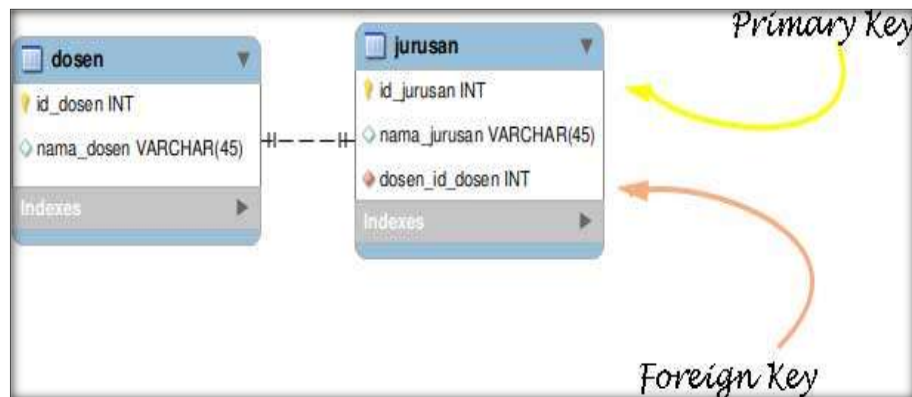 Primary Key
dosen
id_dosen INT
nama_dosen VARCHAR(45)
Indexes
jurusan
id_jurusan INT
nama_jurusan VARCHAR(45)
dosen_id_dosen INT
Indexes
Foreign Key